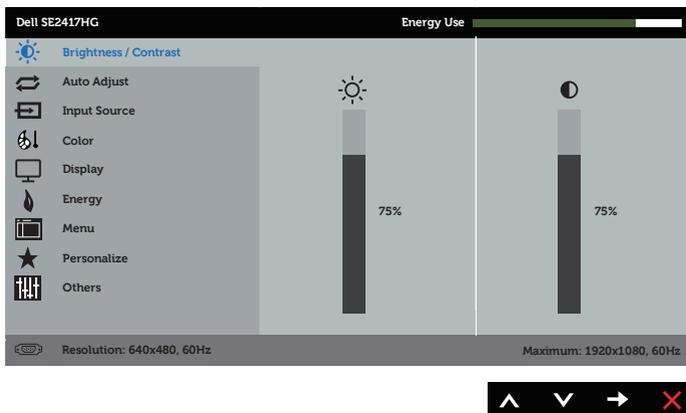 Dell SE2417HG
Energy Use
Brightness / Contrast
Auto Adjust
Input Source
Color
Display
Energy
Menu
Personalize
Others
75%
75%
Resolution: 640x480, 60Hz
Maximum: 1920x1080, 60Hz